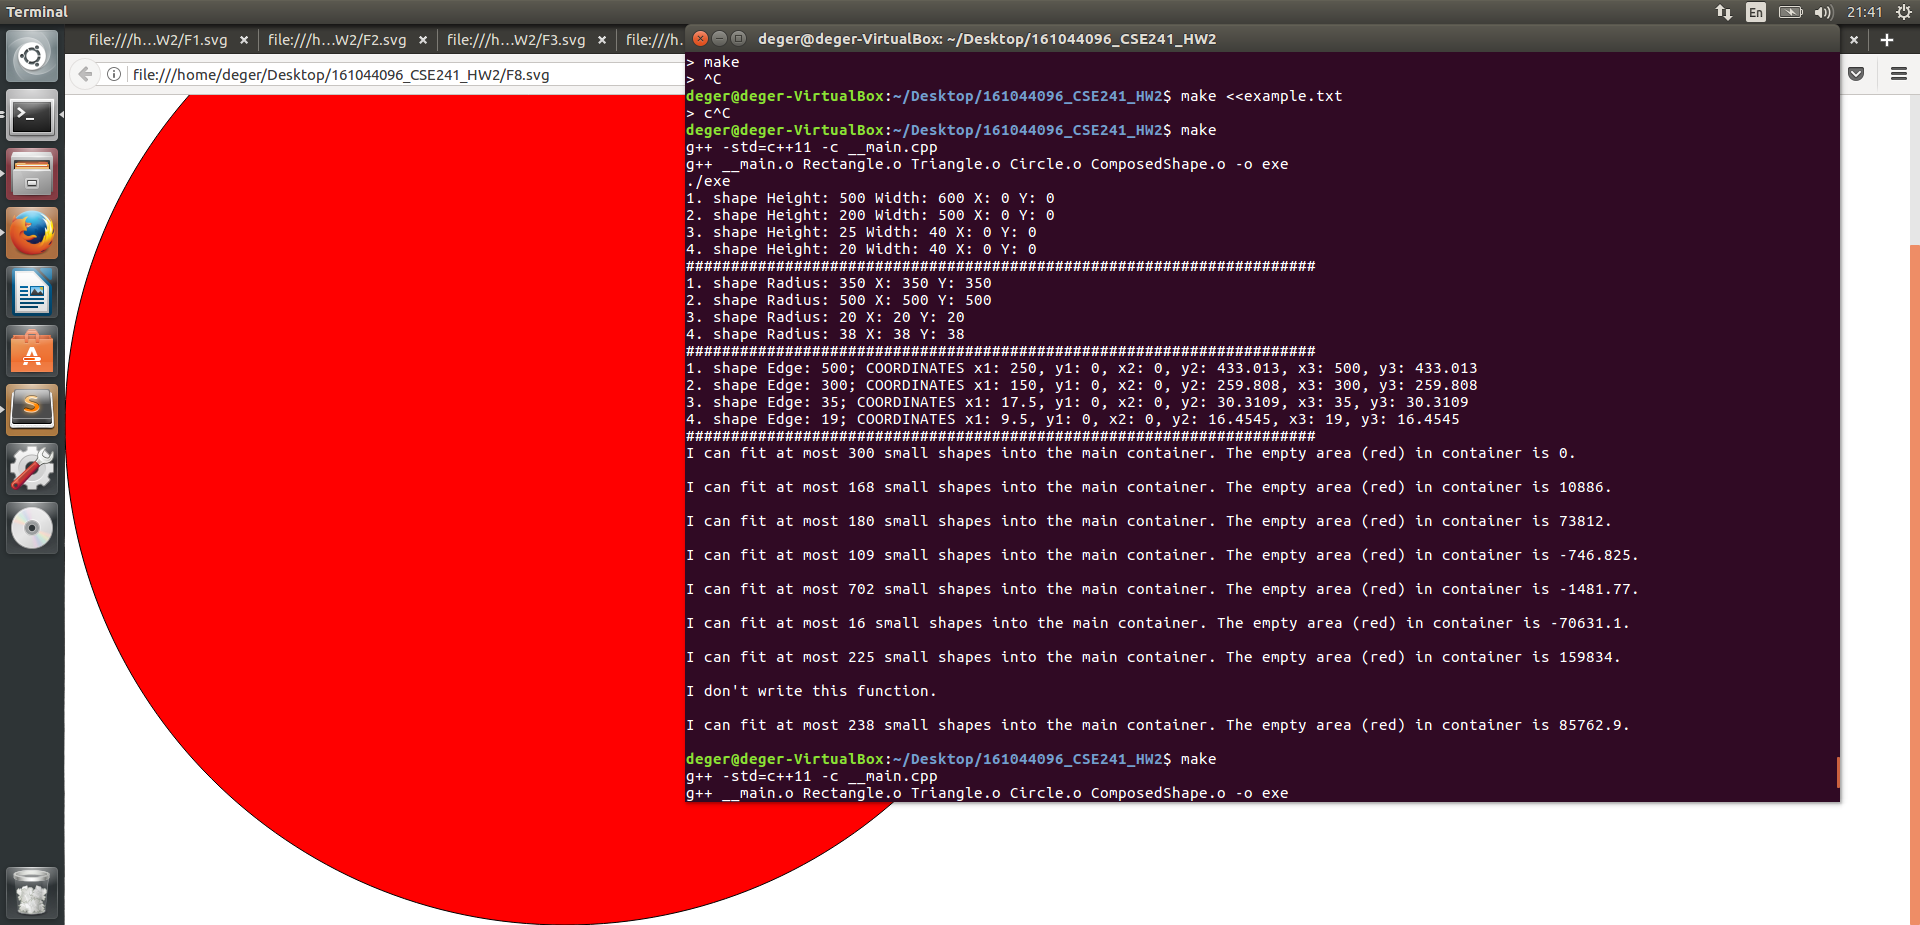 Terminal
En
21:41
file:///h...W2/F1.svg
file:///h...W2/F2.svg
file:///h...W2/F3.svg
file:///h.
deger@deger-VirtualBox: ~/Desktop/161044096_CSE241_HW2
file:///home/deger/Desktop/161044096_CSE241_HW2/F8.svg
> make
> ^C
deger@deger-VirtualBox:~/Desktop/161044096_CSE241_HW2$ make <<example.txt
> c^C
deger@deger-VirtualBox:~/Desktop/161044096_CSE241_HW2$ make
g++ -std=c++11 -c __main.cpp
g++ __main.o Rectangle.o Triangle.o Circle.o ComposedShape.o -o exe
./exe
1. shape Height: 500 Width: 600 X: 0 Y: 0
2. shape Height: 200 Width: 500 X: 0 Y: 0
3. shape Height: 25 Width: 40 X: 0 Y: 0
4. shape Height: 20 Width: 40 X: 0 Y: 0
######################################################################
1. shape Radius: 350 X: 350 Y: 350
2. shape Radius: 500 X: 500 Y: 500
3. shape Radius: 20 X: 20 Y: 20
4. shape Radius: 38 X: 38 Y: 38
######################################################################
1. shape Edge: 500; COORDINATES x1: 250, y1: 0, x2: 0, y2: 433.013, x3: 500, y3: 433.013
2. shape Edge: 300; COORDINATES x1: 150, y1: 0, x2: 0, y2: 259.808, x3: 300, y3: 259.808
3. shape Edge: 35; COORDINATES x1: 17.5, y1: 0, x2: 0, y2: 30.3109, x3: 35, y3: 30.3109
4. shape Edge: 19; COORDINATES x1: 9.5, y1: 0, x2: 0, y2: 16.4545, x3: 19, y3: 16.4545
######################################################################
I can fit at most 300 small shapes into the main container. The empty area (red) in container is 0.
I can fit at most 168 small shapes into the main container. The empty area (red) in container is 10886.
I can fit at most 180 small shapes into the main container. The empty area (red) in container is 73812.
I can fit at most 109 small shapes into the main container. The empty area (red) in container is -746.825.
I can fit at most 702 small shapes into the main container. The empty area (red) in container is -1481.77.
I can fit at most 16 small shapes into the main container. The empty area (red) in container is -70631.1.
I can fit at most 225 small shapes into the main container. The empty area (red) in container is 159834.
I don't write this function.
I can fit at most 238 small shapes into the main container. The empty area (red) in container is 85762.9.
deger@deger-VirtualBox:~/Desktop/161044096_CSE241_HW2$ make
g++ -std=c++11 -c __main.cpp
g++ __main.o Rectangle.o Triangle.o Circle.o ComposedShape.o -o exe